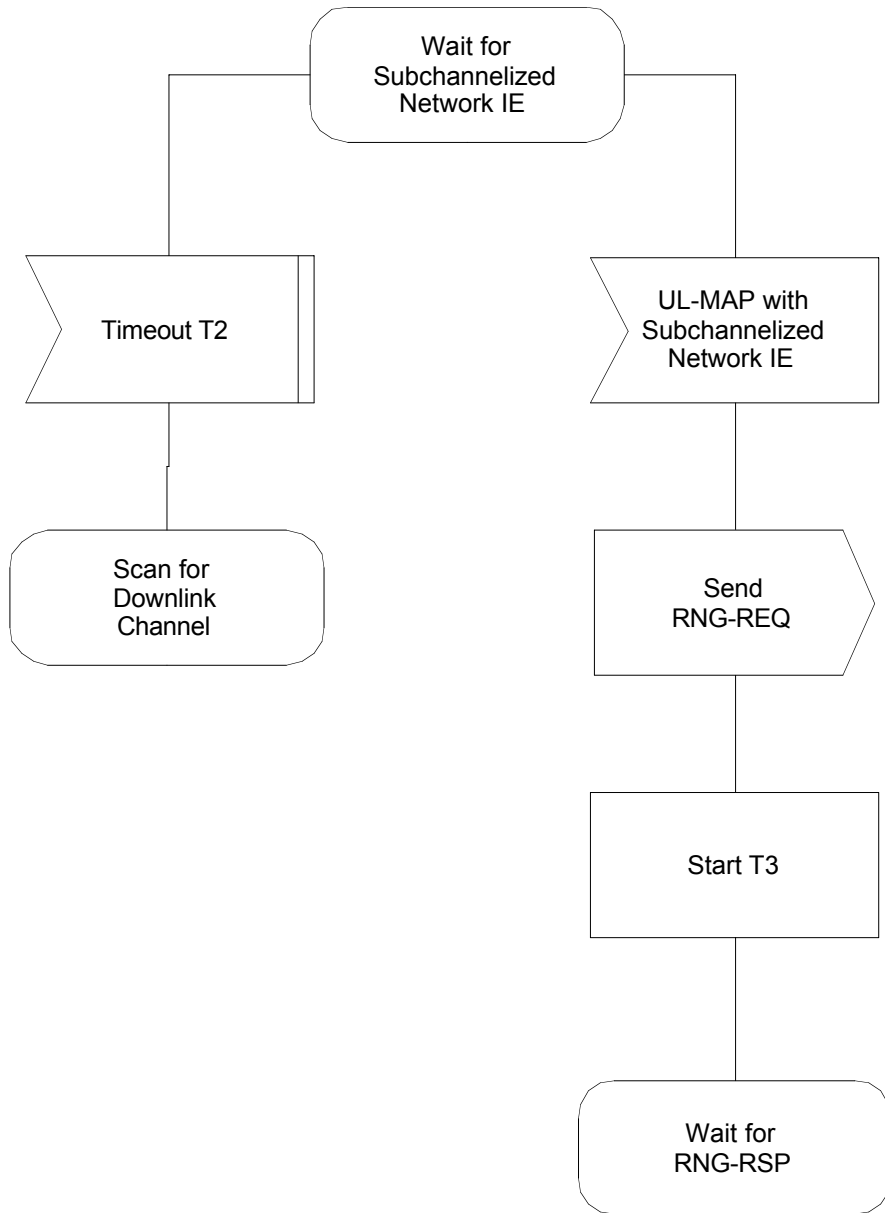 Wait for
Subchannelized
Network IE
Timeout T2
UL-MAP with
Subchannelized
Network IE
Scan for
Downlink
Channel
Send
RNG-REQ
Start T3
Wait for
RNG-RSP